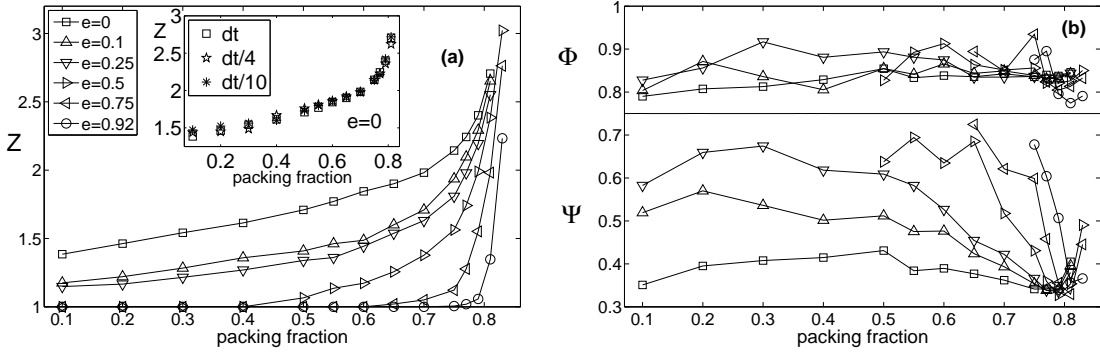 (a)
Z
3
2.5
2
1.5
1
0.1 0.2 0.3 0.4 0.5 0.6 0.7 0.8
packing fraction
e=0
e=0.1
e=0.25
e=0.5
e=0.75
e=0.92
Z
3
2.5
2
1.5
0.2 0.4 0.6 0.8
packing fraction
dt
dt/4
dt/10
e=0
(b)
Φ
1
0.9
0.8
Ψ
0.7
0.6
0.5
0.4
0.3
0.1 0.2 0.3 0.4 0.5 0.6 0.7 0.8
packing fraction